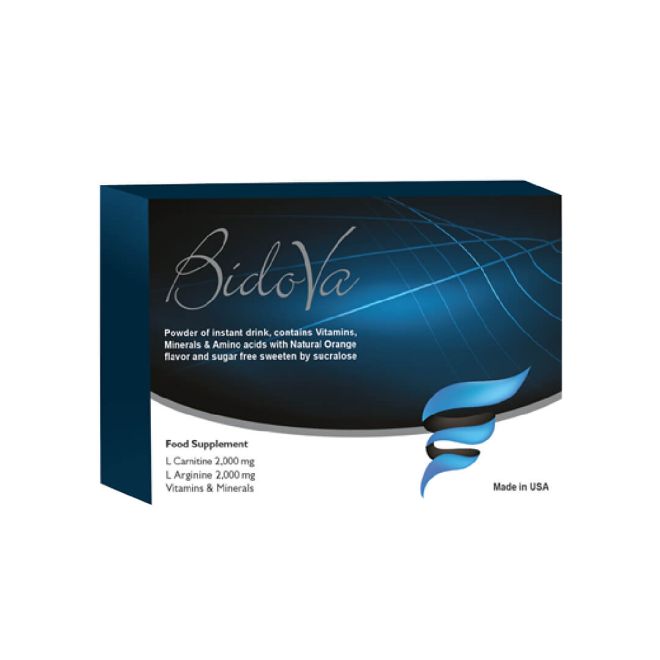 BidoVa
Powder of instant drink, contains Vitamins,
Minerals & Amino acids with Natural Orange
flavor and sugar free sweeten by sucralose
Food Supplement
L Carnitine 2,000 mg
L Arginine 2,000 mg
Vitamins & Minerals
Made in USA